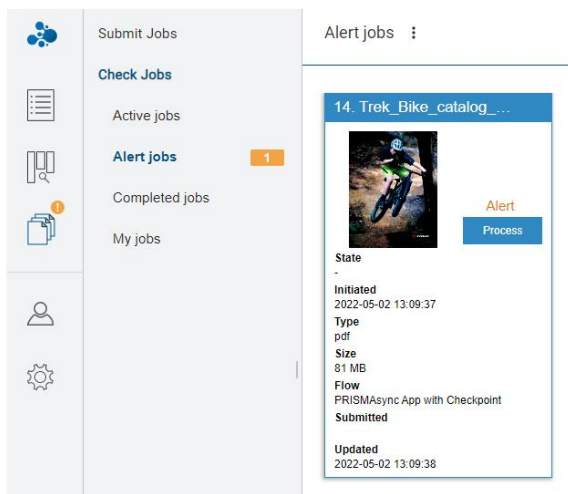 Submit Jobs
Check Jobs
Active jobs
Alert jobs 1
Completed jobs
My jobs
!
Alert jobs
14. Trek_Bike_catalog_...
Alert
Process
State
-
Initiated
2022-05-02 13:09:37
Type
pdf
Size
81 MB
Flow
PRISMAsync App with Checkpoint
Submitted
Updated
2022-05-02 13:09:38